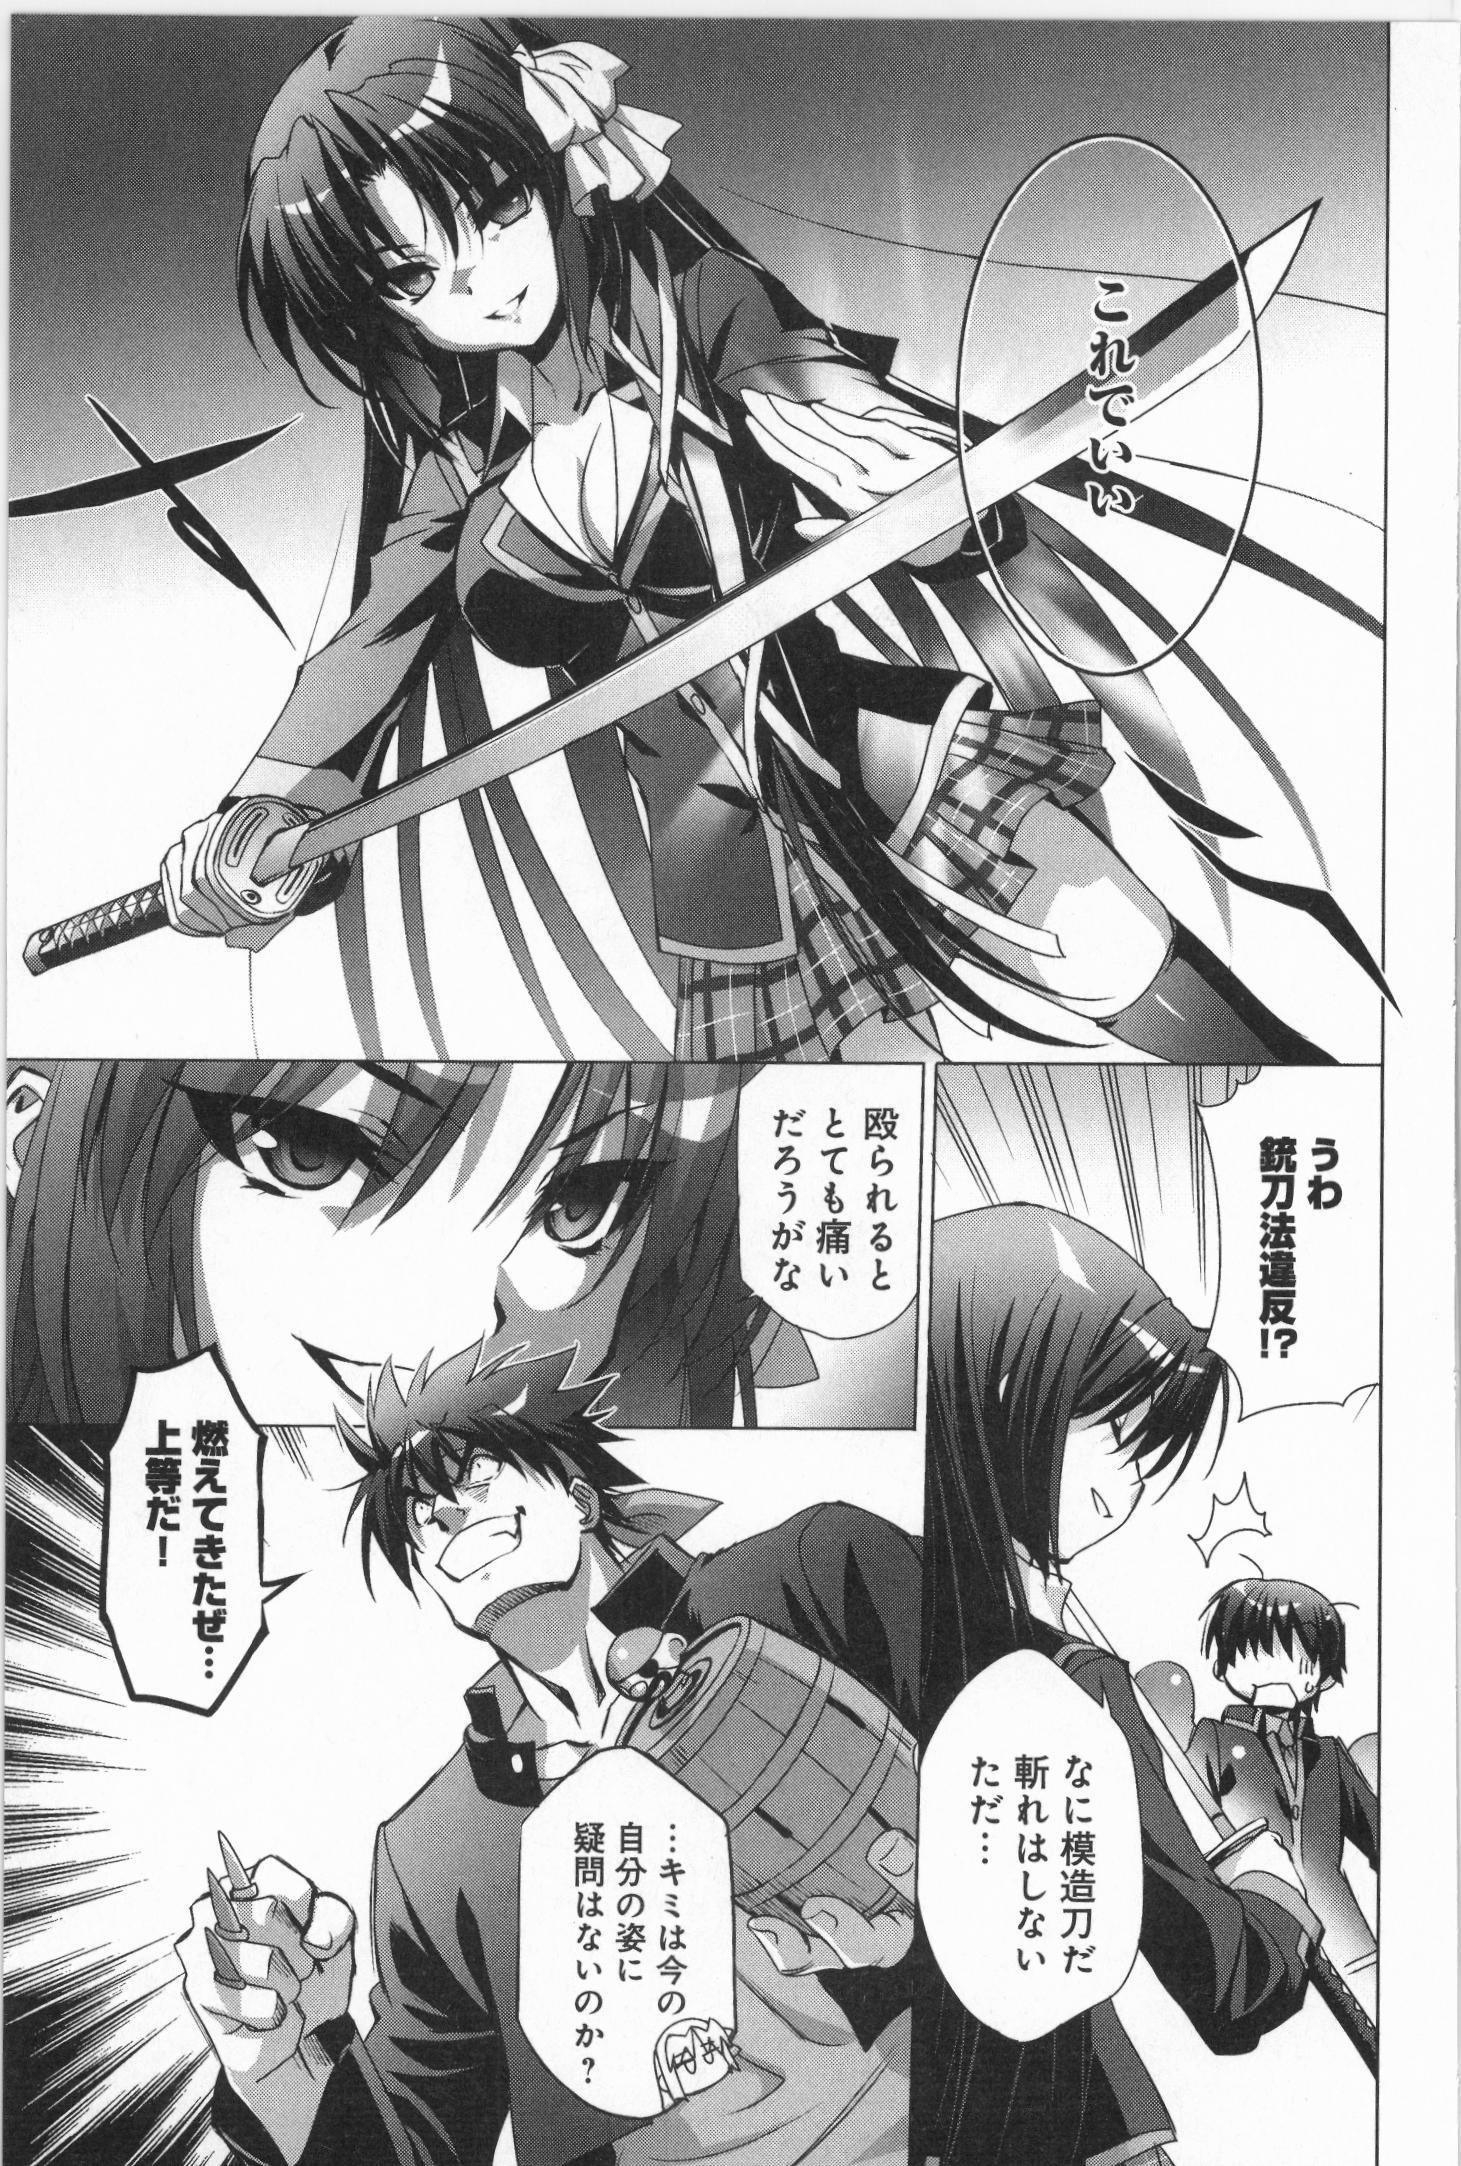 これでいい
うわ
銃刀法違反!?
なに模造刀だ
斬れはしない
ただ…
殴られると
とても痛い
だろうがな
燃えてきたぜ…
上等だ!
…キミは今の
自分の姿に
疑問はないのか?